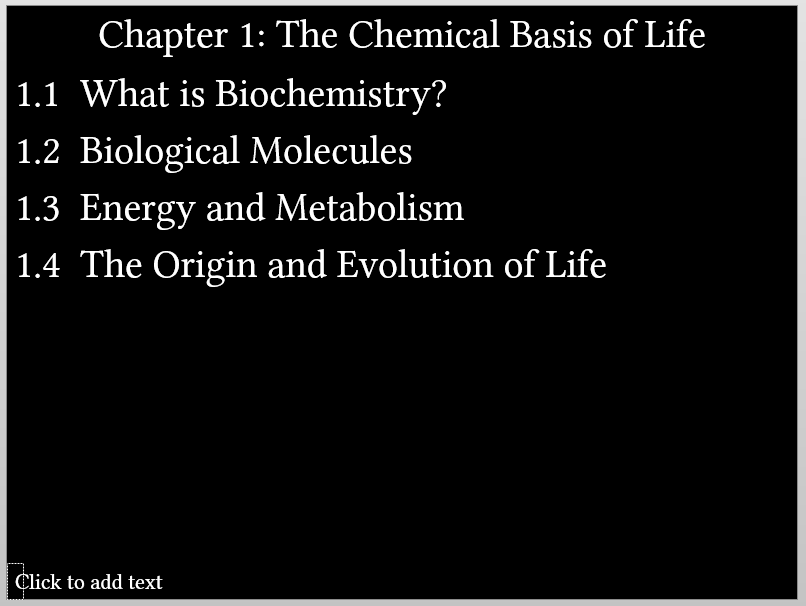 Chapter 1: The Chemical Basis of Life
1.1 What is Biochemistry?
1.2 Biological Molecules
1.3 Energy and Metabolism
1.4 The Origin and Evolution of Life
Click to add text